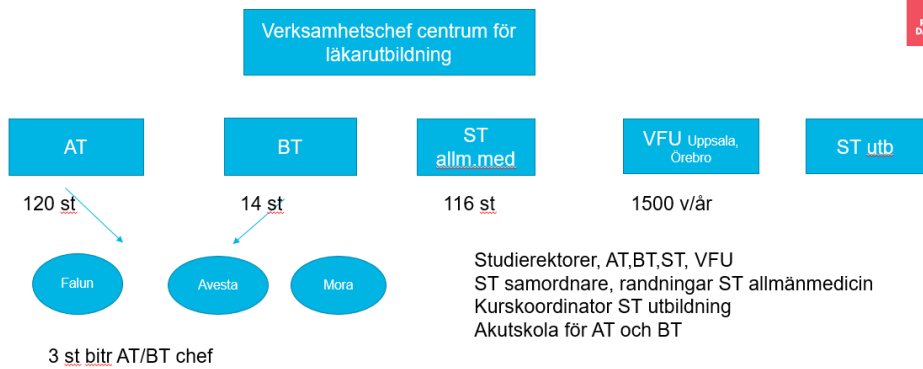 Verksamhetschef centrum för
läkarutbildning
AT
BT
ST
allm.med
VFU Uppsala,
Örebro
ST utb
120 st
14 st
116 st
1500 v/år
Falun
Avesta
Mora
Studierektorer, AT,BT,ST, VFU
ST samordnare, randningar ST allmänmedicin
Kurskoordinator ST utbildning
Akutskola för AT och BT
3 st bitr AT/BT chef